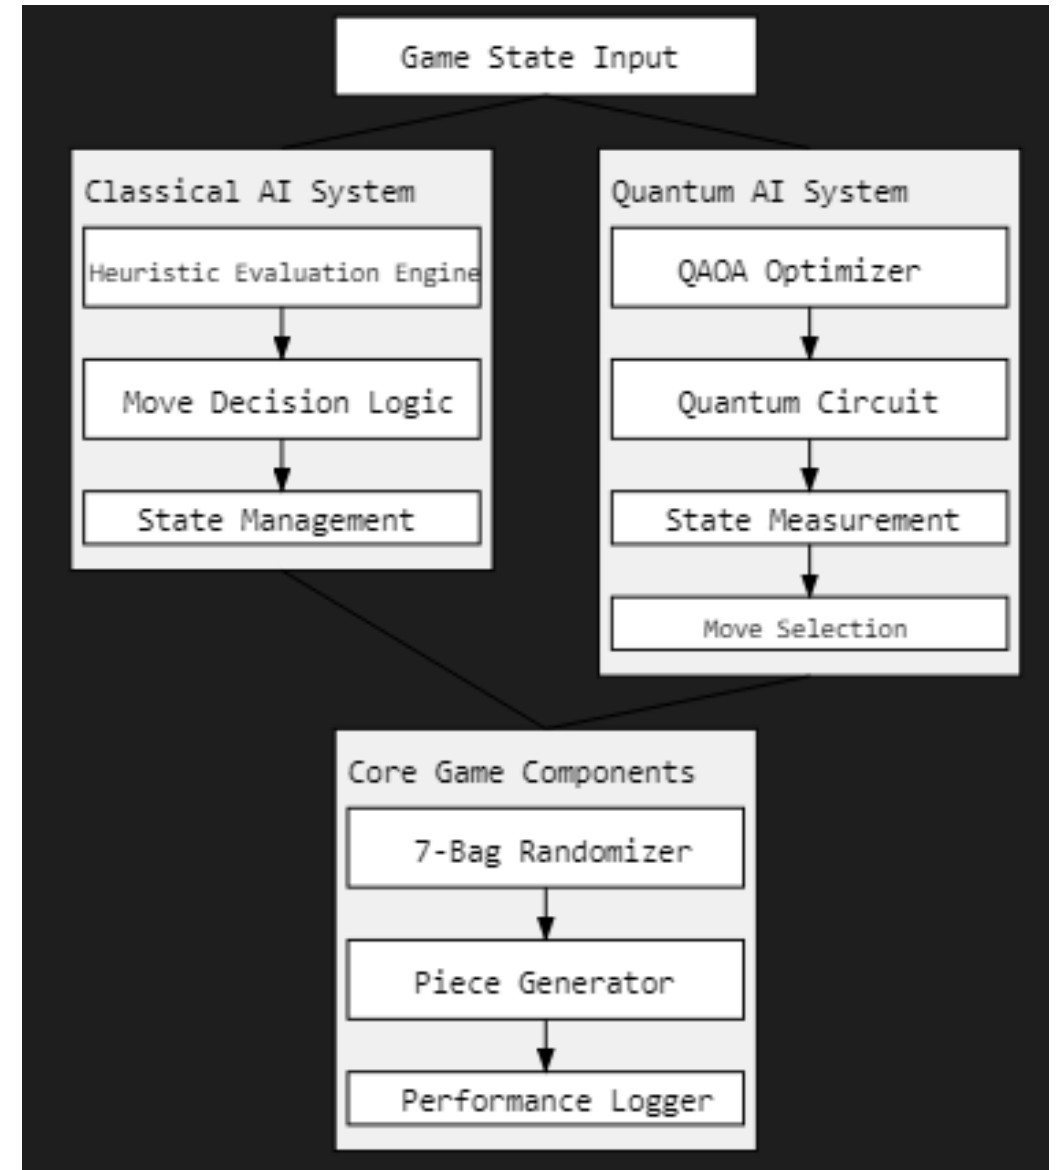 Game State Input
Classical AI System
Heuristic Evaluation Engine
Move Decision Logic
State Management
Quantum AI System
QAOA Optimizer
Quantum Circuit
State Measurement
Move Selection
Core Game Components
7-Bag Randomizer
Piece Generator
Performance Logger